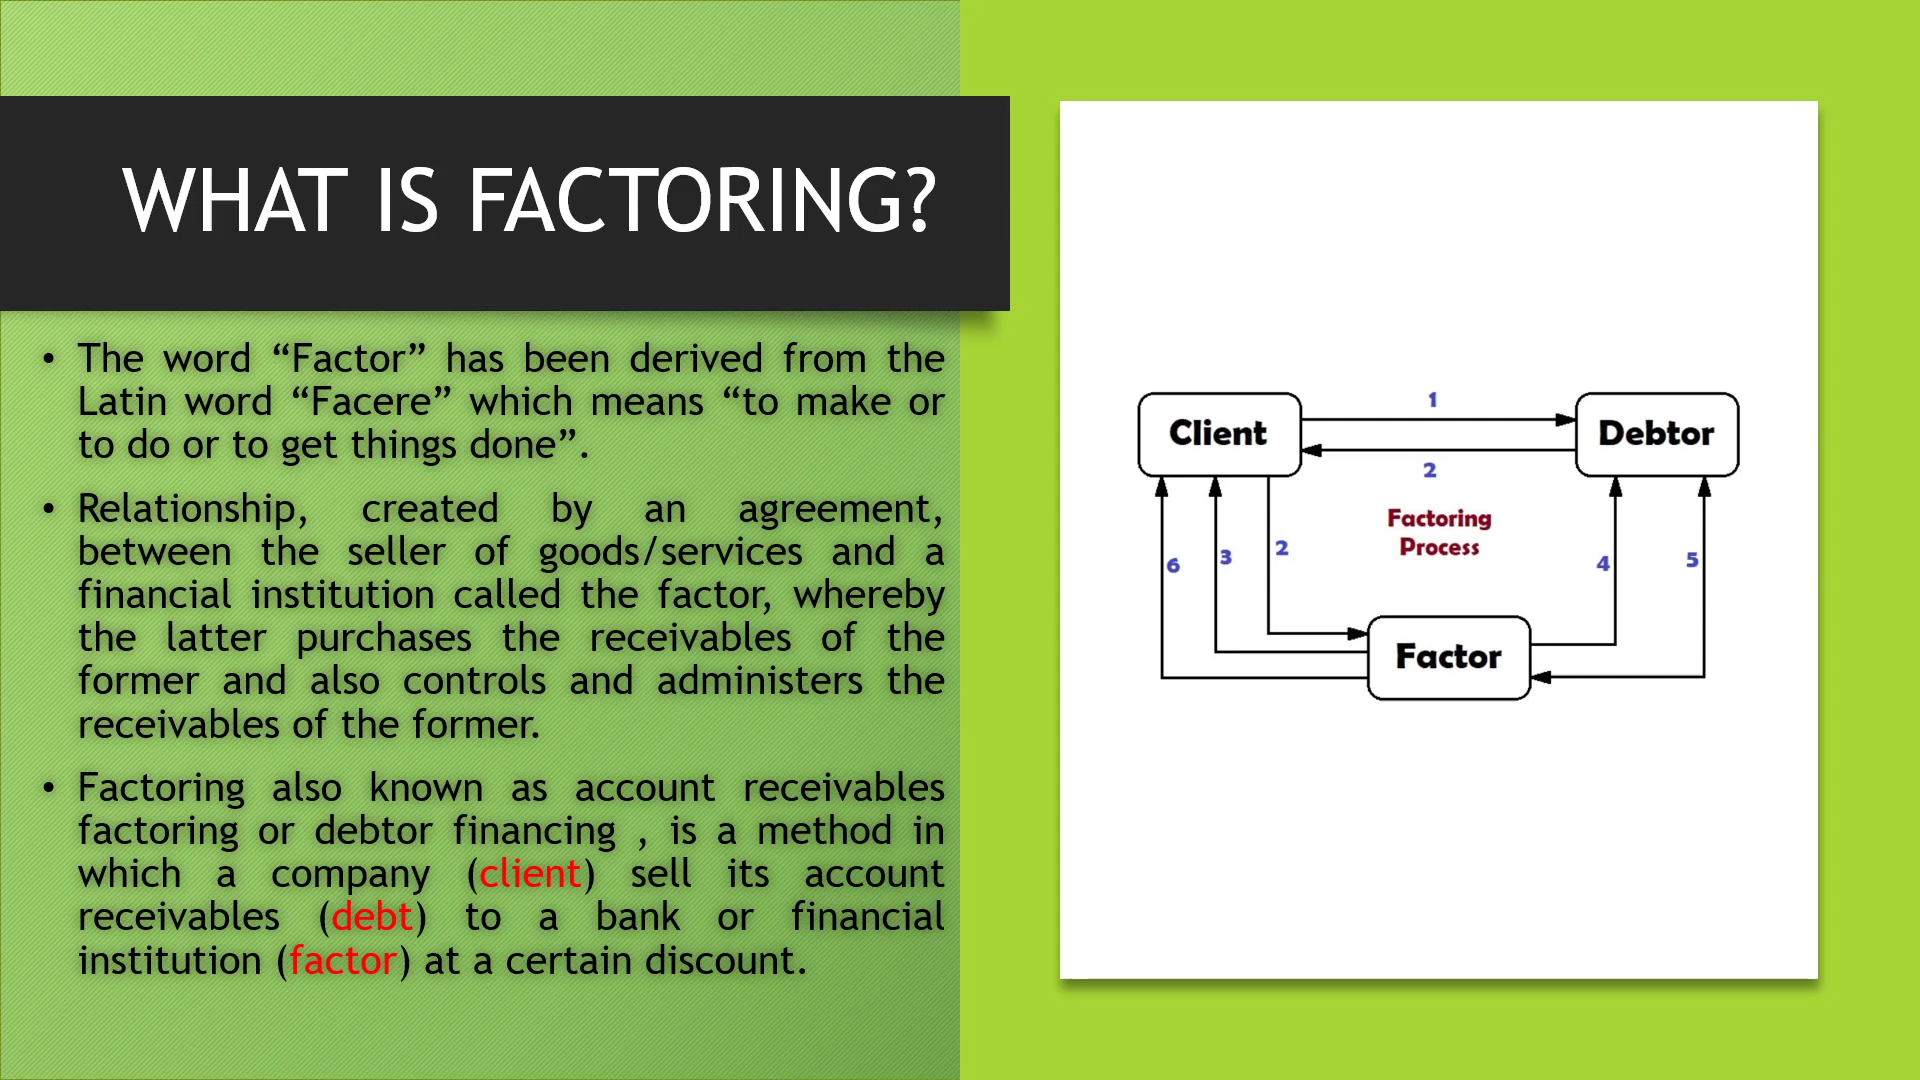 WHAT IS FACTORING?
• The word “Factor” has been derived from the
Latin word “Facere” which means “to make or
to do or to get things done”.
• Relationship, created by an agreement,
between the seller of goods/services and a
financial institution called the factor, whereby
the latter purchases the receivables of the
former and also controls and administers the
receivables of the former.
• Factoring also known as account receivables
factoring or debtor financing , is a method in
which a company (client) sell its account
receivables (debt) to a bank or financial
institution (factor) at a certain discount.
1
Client
Debtor
2
Factoring
Process
6
3
2
4
5
Factor